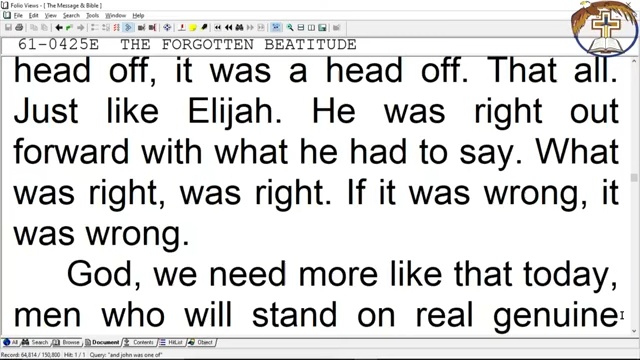 Folio Views - [ The Message & Bible]
File Edit View Search Tools Window Help
61-0425E THE FORGOTTEN BEATITUDE
head off, it was a head off. That all.
Just like Elijah. He was right out
forward with what he had to say. What
was right, was right. If it was wrong, it
was wrong.
God, we need more like that today,
men who will stand on real genuine
All Search Browse Document Contents HitList Object
Record: 64,814 / 150,800 Hit: 1 / 1 Query: "and john was one of"